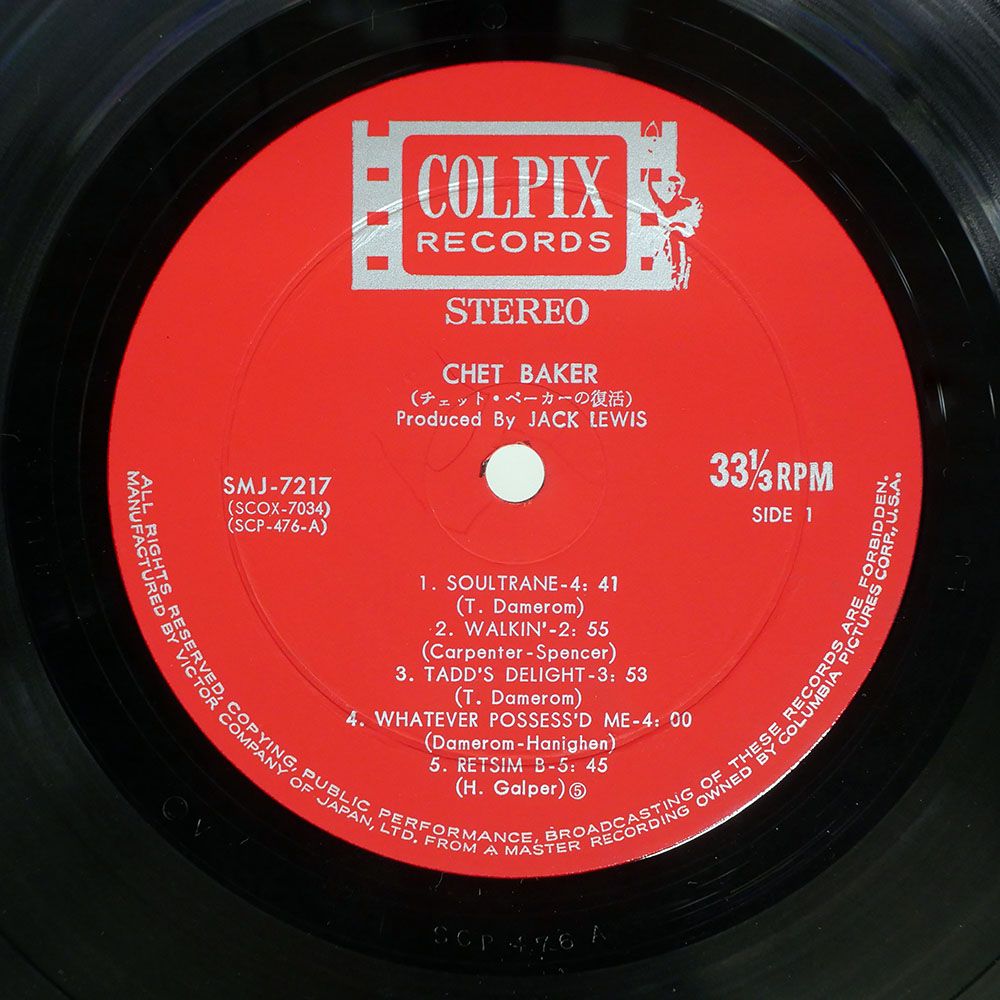 COLPIX
RECORDS
STEREO
CHET BAKER
(チェット・ベーカーの復活)
Produced By JACK LEWIS
SMJ-7217
(SCOX-7034)
(SCP-476-A)
33⅓ RPM
SIDE 1
1. SOULTRANE-4: 41
(T. Damerom)
2. WALKIN'-2: 55
(Carpenter-Spencer)
3. TADD'S DELIGHT-3: 53
(T. Damerom)
4. WHATEVER POSSESS'D ME-4: 00
(Damerom-Hanighen)
5. RETSIM B-5: 45
(H. Galper)⑤
ALL RIGHTS RESERVED, COPYING, PUBLIC PERFORMANCE, BROADCASTING OF THESE RECORDS ARE FORBIDDEN.
MANUFACTURED BY VICTOR COMPANY OF JAPAN, LTD. FROM A MASTER RECORDING OWNED BY COLUMBIA PICTURES CORP., U.S.A.
SCP 476 A